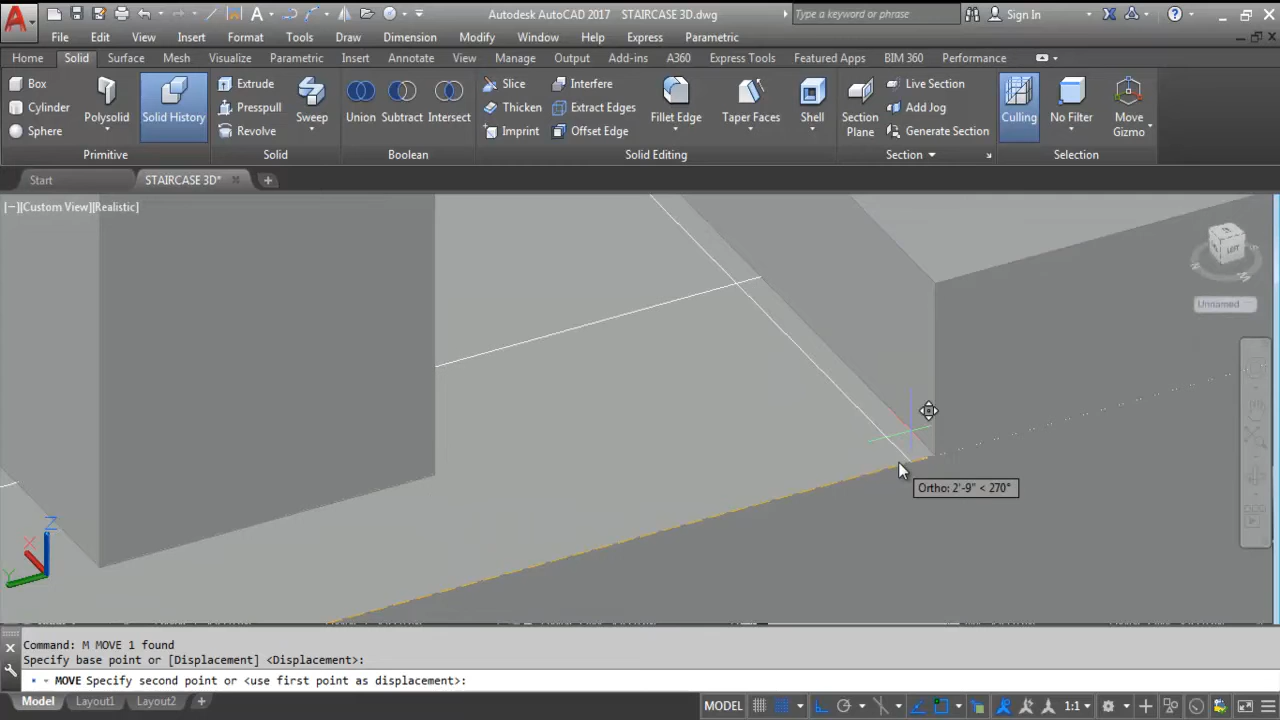 Autodesk AutoCAD 2017 STAIRCASE 3D.dwg
Type a keyword or phrase
Sign In
File Edit View Insert Format Tools Draw Dimension Modify Window Help Express Parametric
Home Solid Surface Mesh Visualize Parametric Insert Annotate View Manage Output Add-ins A360 Express Tools Featured Apps BIM 360 Performance
Box
Cylinder
Sphere
Polysolid
Solid History
Extrude
Presspull
Revolve
Sweep
Union
Subtract
Intersect
Slice
Thicken
Imprint
Interfere
Extract Edges
Offset Edge
Fillet Edge
Taper Faces
Shell
Section
Plane
Live Section
Add Jog
Generate Section
Culling
No Filter
Move
Gizmo
Primitive
Solid
Boolean
Solid Editing
Section
Selection
Start
STAIRCASE 3D*
[−][Custom View][Realistic]
LEFT
Unnamed
Ortho: 2'-9" < 270°
Z
X
Y
Command: M MOVE 1 found
Specify base point or [Displacement] <Displacement>:
MOVE Specify second point or <use first point as displacement>:
Model Layout1 Layout2
MODEL
1:1